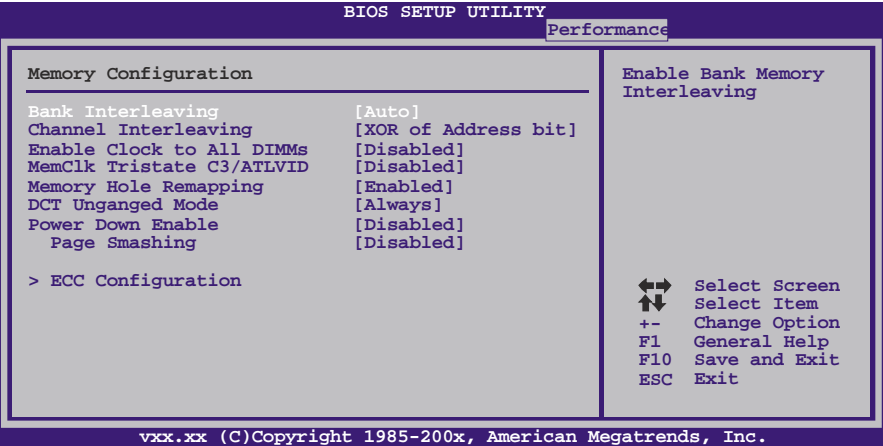 BIOS SETUP UTILITY
Performance
Memory Configuration
Bank Interleaving [Auto]
Channel Interleaving [XOR of Address bit]
Enable Clock to All DIMMs [Disabled]
MemClk Tristate C3/ATLVID [Disabled]
Memory Hole Remapping [Enabled]
DCT Unganged Mode [Always]
Power Down Enable [Disabled]
Page Smashing [Disabled]
> ECC Configuration
Enable Bank Memory
Interleaving
Select Screen
Select Item
+- Change Option
F1 General Help
F10 Save and Exit
ESC Exit
vxx.xx (C)Copyright 1985-200x, American Megatrends, Inc.